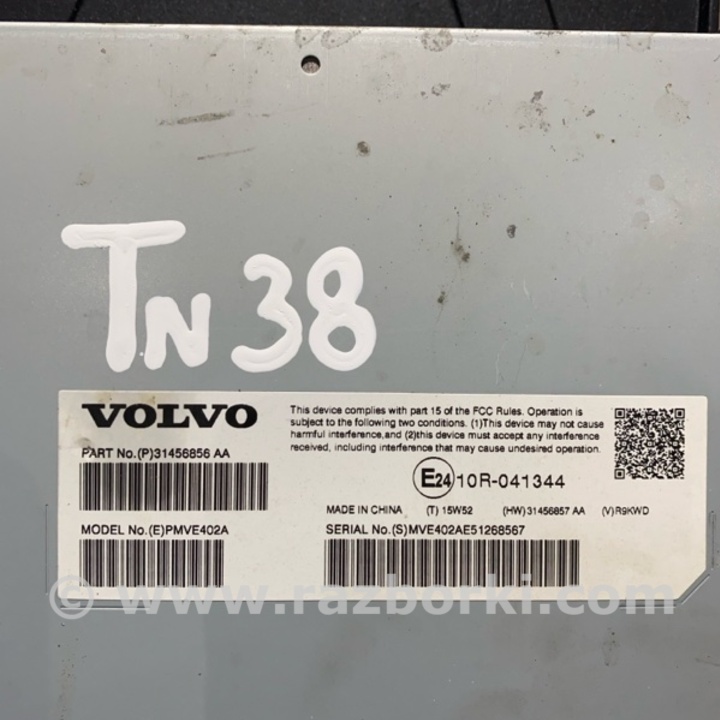 TN 38
VOLVO
This device complies with part 15 of the FCC Rules. Operation is
subject to the following two conditions. (1)This device may not cause
harmful interference,and (2)this device must accept any interference
received, including interference that may cause undesired operation.
PART No.(P)31456856 AA
E24 10R-041344
MADE IN CHINA (T) 15W52 (HW)31456857 AA (V)R9KWD
MODEL No.(E)PMVE402A
SERIAL No.(S)MVE402AE51268567
© www.razborki.com